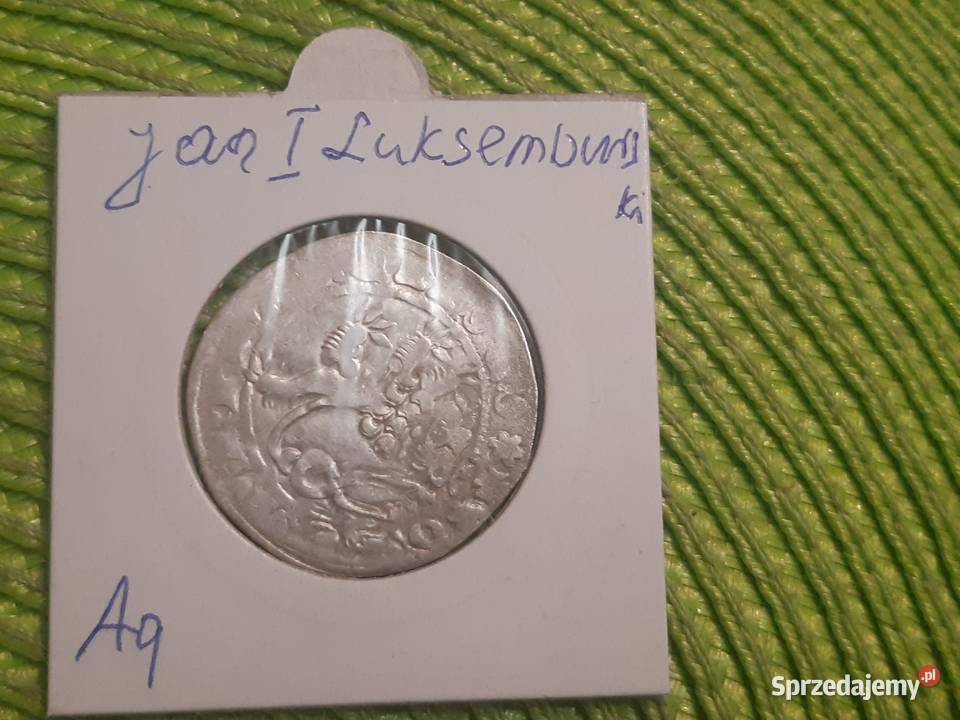 Jan I Luksemburs
ki
Ag
Sprzedajemy.pl